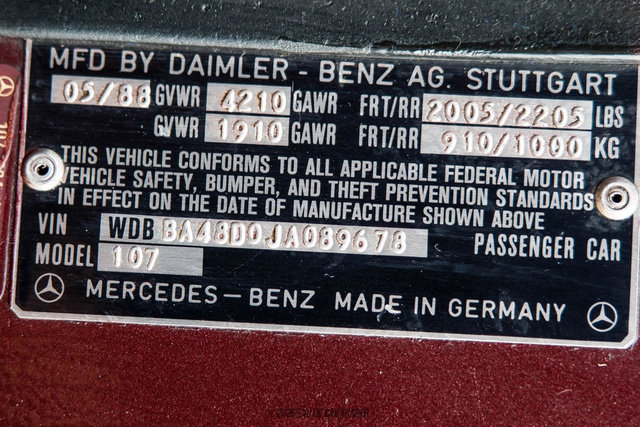 MFD BY DAIMLER - BENZ AG. STUTTGART
05/88 GVWR 4210 GAWR FRT/RR 2005/2205 LBS
GVWR 1910 GAWR FRT/RR 910/1000 KG
THIS VEHICLE CONFORMS TO ALL APPLICABLE FEDERAL MOTOR
VEHICLE SAFETY, BUMPER, AND THEFT PREVENTION STANDARDS
IN EFFECT ON THE DATE OF MANUFACTURE SHOWN ABOVE
VIN WDB BA48D0JA089678 PASSENGER CAR
MODEL 107
MERCEDES - BENZ MADE IN GERMANY